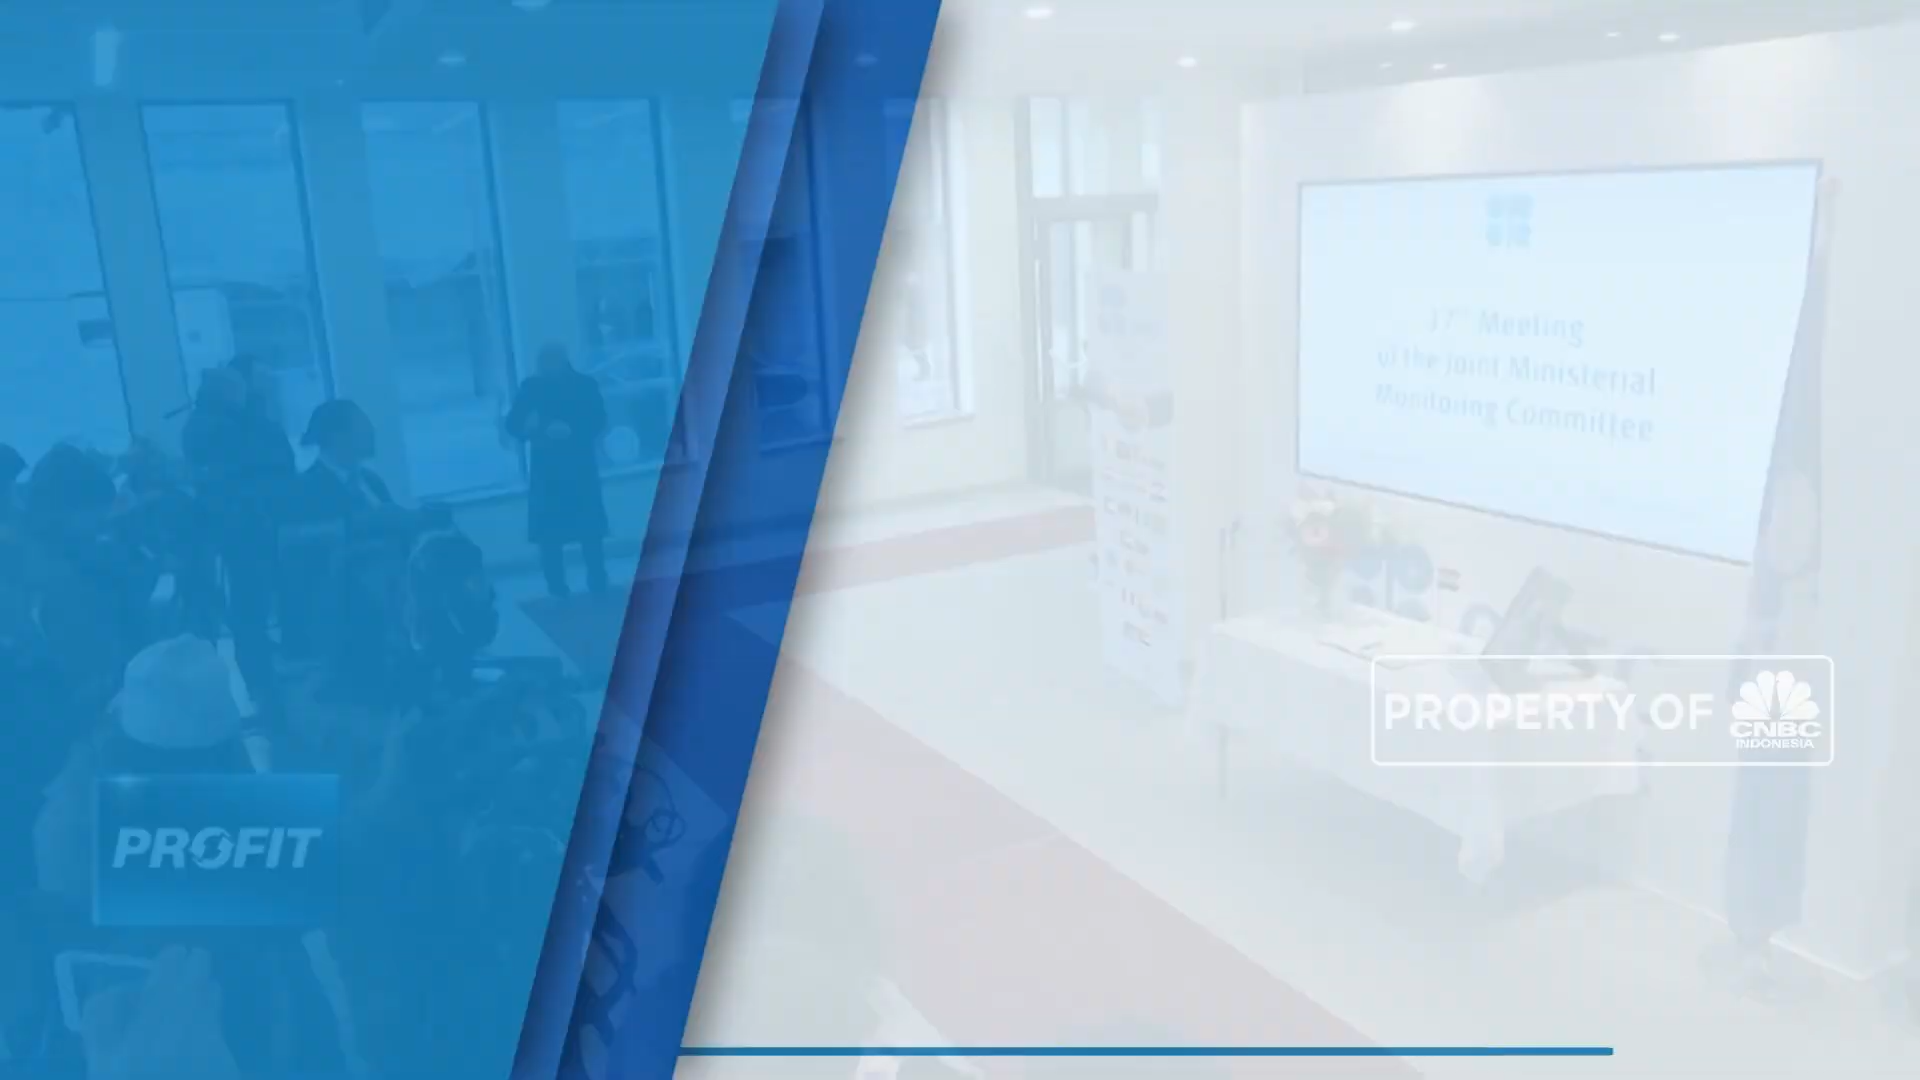 17th Meeting
of the Joint Ministerial
Monitoring Committee
PROPERTY OF
CNBC
INDONESIA
PROFIT